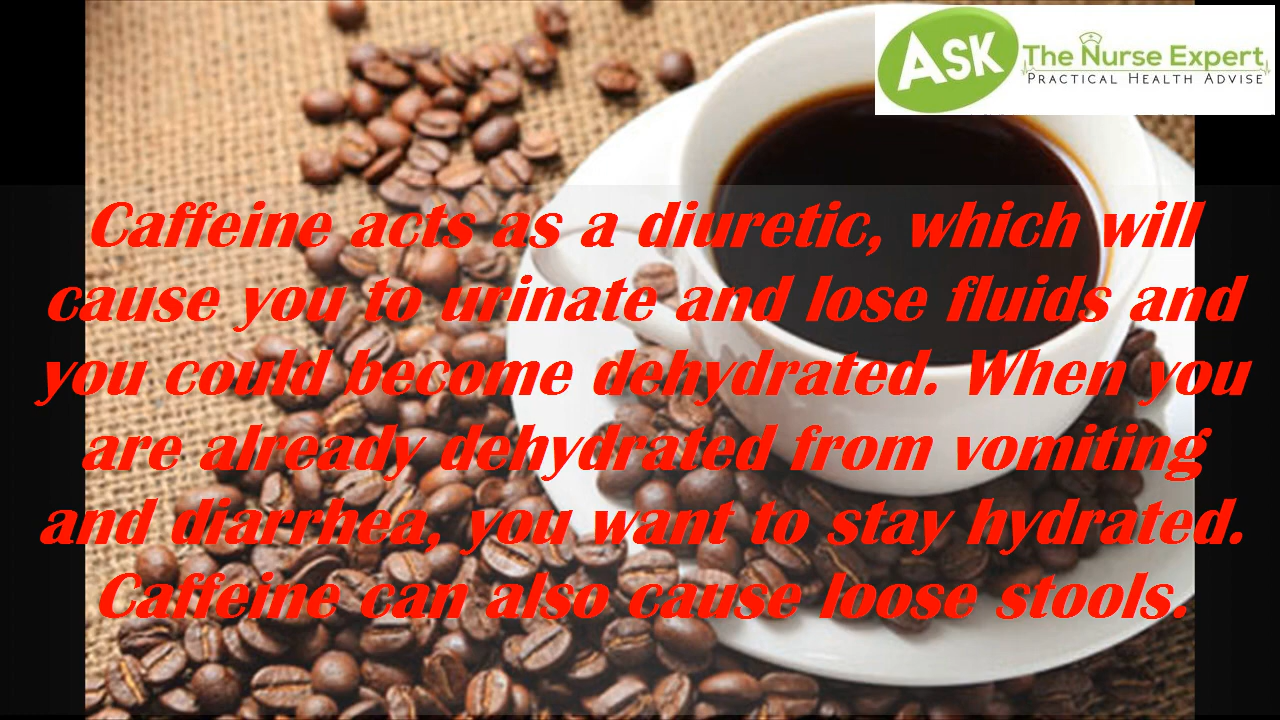 ASK The Nurse Expert
PRACTICAL HEALTH ADVISE
Caffeine acts as a diuretic, which will
cause you to urinate and lose fluids and
you could become dehydrated. When you
are already dehydrated from vomiting
and diarrhea, you want to stay hydrated.
Caffeine can also cause loose stools.